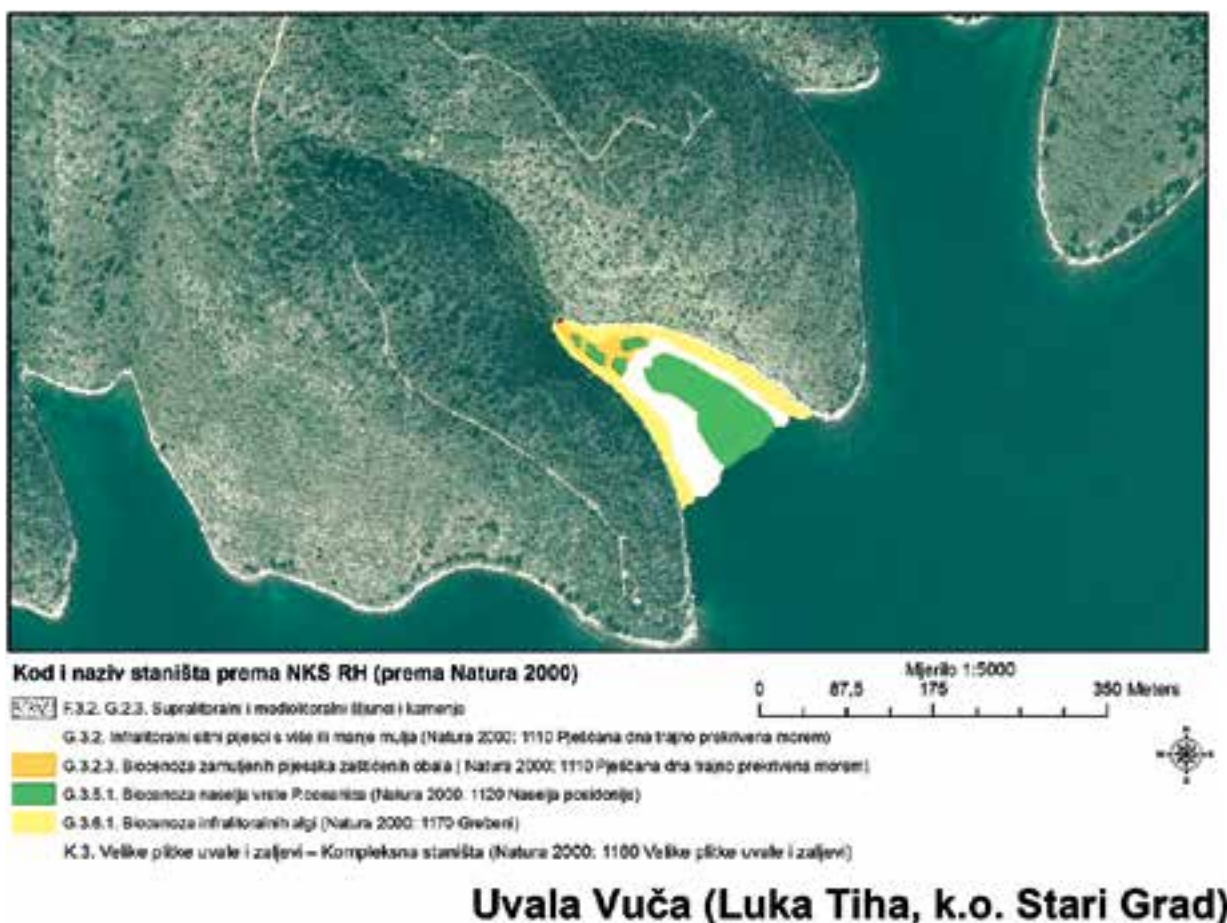 Kod i naziv staništa prema NKS RH (prema Natura 2000)
Mjerilo 1:5000
0 87,5 175 350 Meters
F.3.2. G.2.3. Supralitoralni i mediolitoralni šljunci i kamenje
G.3.2. Infralitoralni sitni pijesci s više ili manje mulja (Natura 2000: 1110 Pješčana dna trajno prekrivena morem)
G.3.2.3. Biocenoza zamuljenih pijesaka zaštićenih obala ( Natura 2000: 1110 Pješčana dna trajno prekrivena morem)
G.3.5.1. Biocenoza naselja vrste P.oceanica (Natura 2000: 1120 Naselja posidonije)
G.3.6.1. Biocenoza infralitoralnih algi (Natura 2000: 1170 Grebeni)
K.3. Velike plitke uvale i zaljevi – Kompleksna staništa (Natura 2000: 1160 Velike plitke uvale i zaljevi)
Uvala Vuča (Luka Tiha, k.o. Stari Grad)